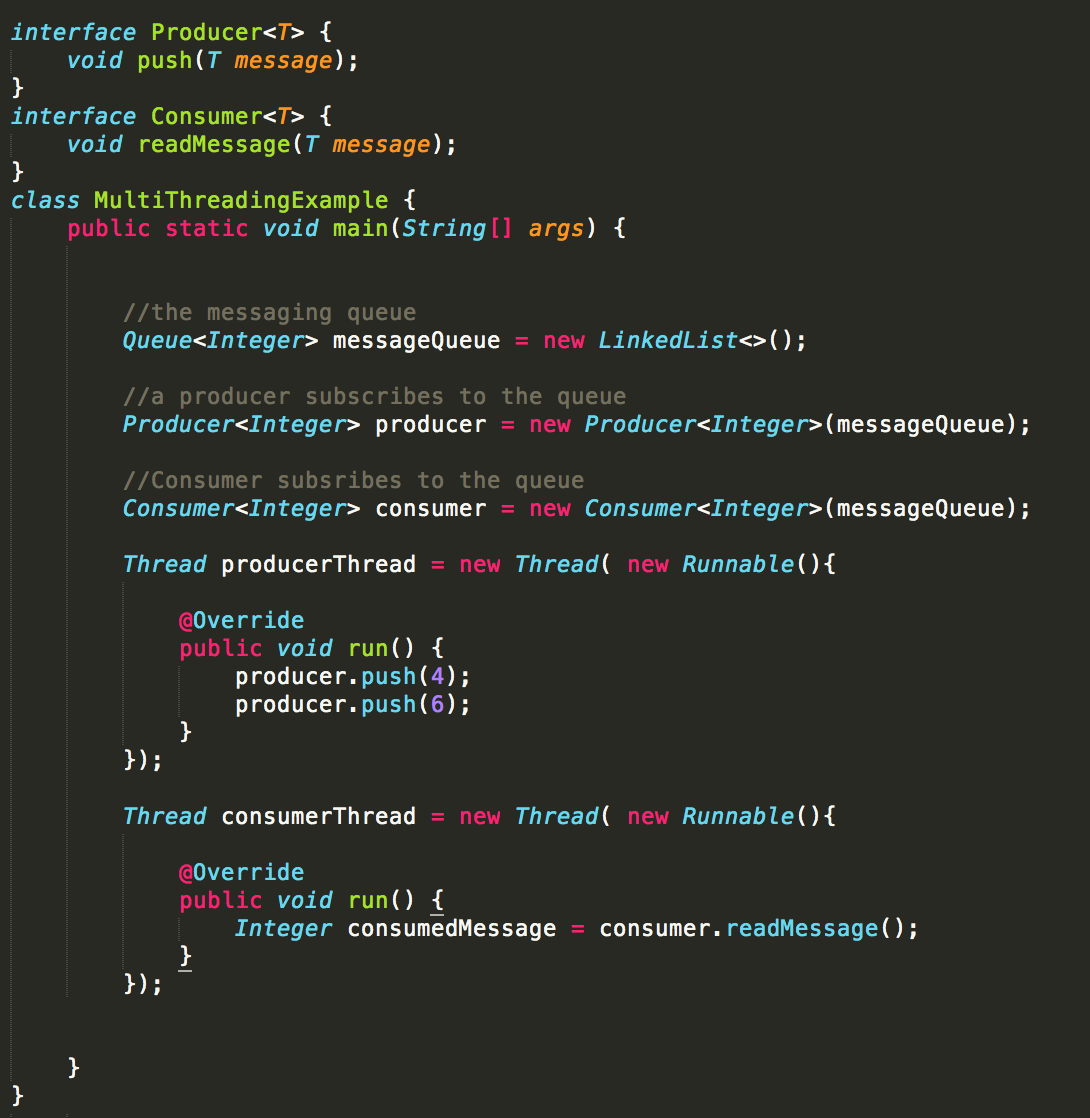 interface Producer<T> {
    void push(T message);
}
interface Consumer<T> {
    void readMessage(T message);
}
class MultiThreadingExample {
    public static void main(String[] args) {
        //the messaging queue
        Queue<Integer> messageQueue = new LinkedList<>();
        //a producer subscribes to the queue
        Producer<Integer> producer = new Producer<Integer>(messageQueue);
        //Consumer subsribes to the queue
        Consumer<Integer> consumer = new Consumer<Integer>(messageQueue);
        Thread producerThread = new Thread( new Runnable(){
            @Override
            public void run() {
                producer.push(4);
                producer.push(6);
            }
        });
        Thread consumerThread = new Thread( new Runnable(){
            @Override
            public void run() {
                Integer consumedMessage = consumer.readMessage();
            }
        });
    }
}